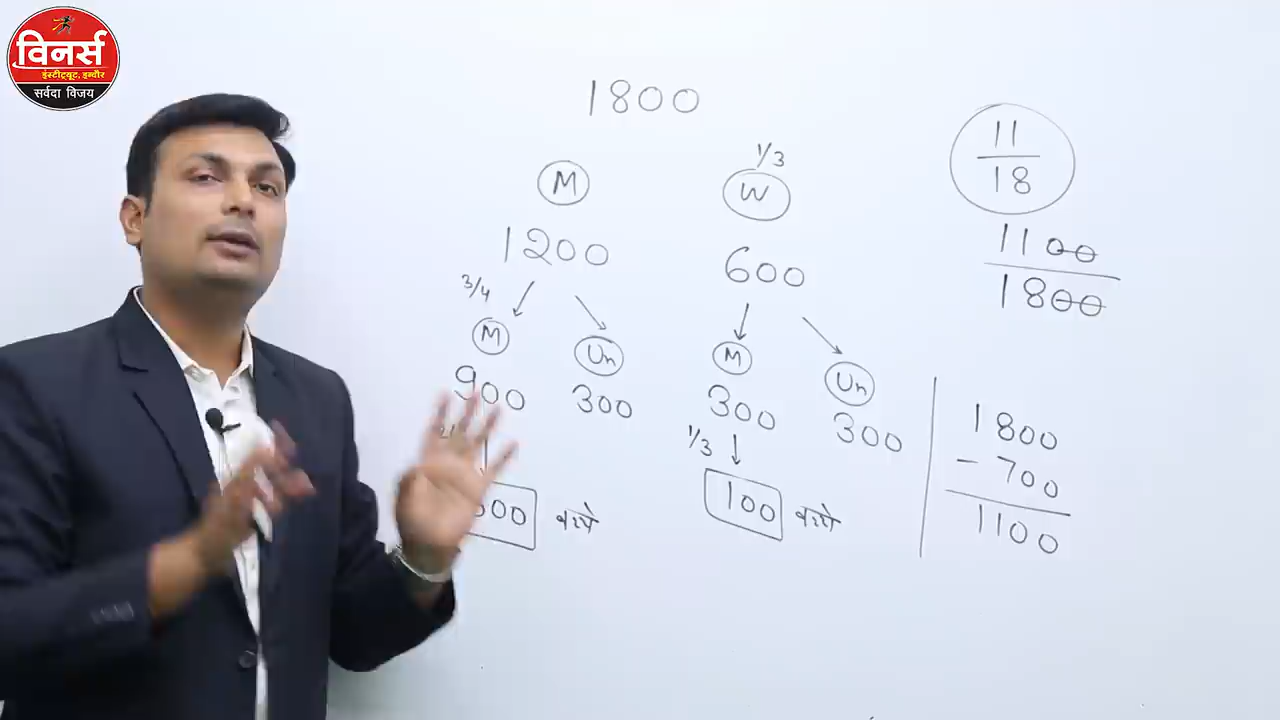 विनर्स
इंस्टीट्यूट, इन्दौर
सर्वदा विजय
1800
M
1/3
W
1200
600
3/4
M
Un
M
Un
900
300
300
300
1/3
100 बच्चे
बच्चे
11
18
1100
1800
1800
- 700
1100